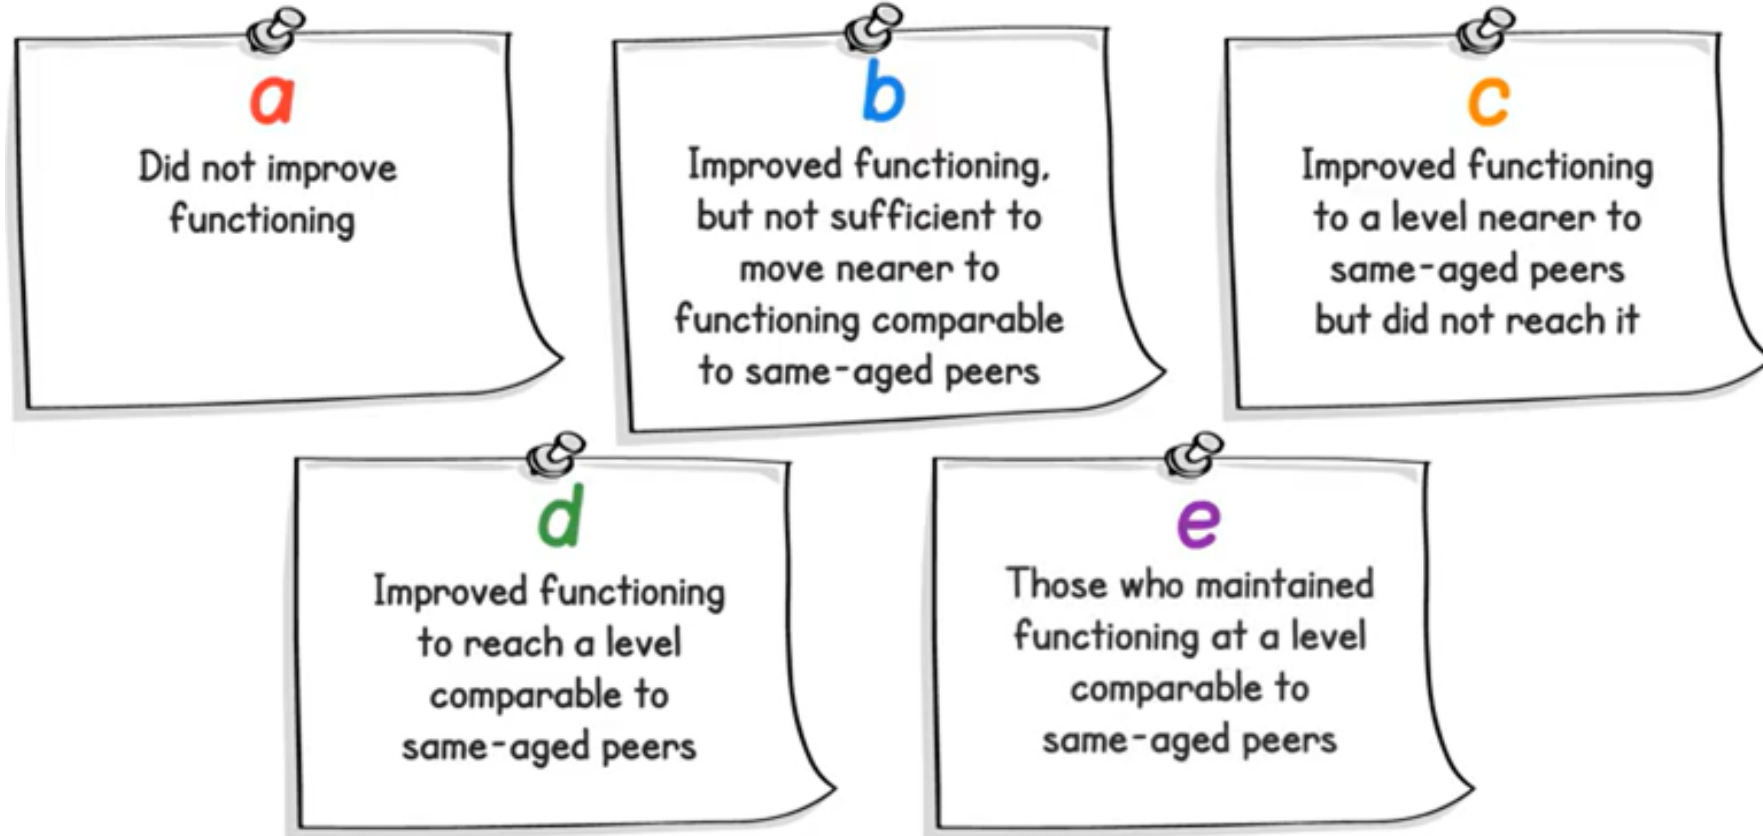 a
Did not improve
functioning
b
Improved functioning,
but not sufficient to
move nearer to
functioning comparable
to same-aged peers
c
Improved functioning
to a level nearer to
same-aged peers
but did not reach it
d
Improved functioning
to reach a level
comparable to
same-aged peers
e
Those who maintained
functioning at a level
comparable to
same-aged peers